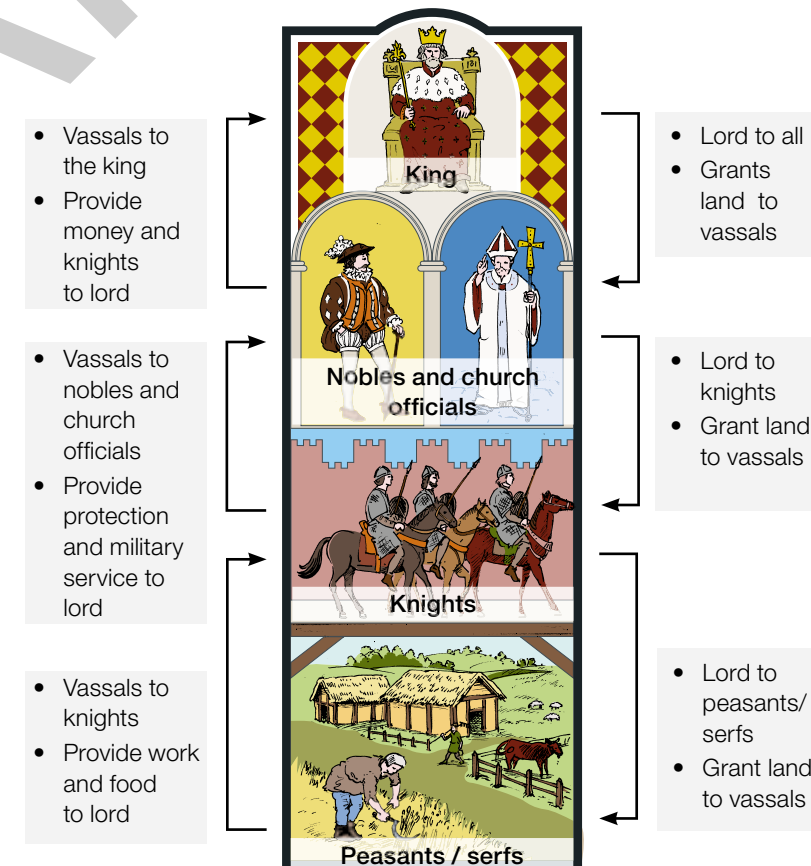 • Vassals to
the king
• Provide
money and
knights
to lord
King
• Lord to all
• Grants
land to
vassals
• Vassals to
nobles and
church
officials
• Provide
protection
and military
service to
lord
Nobles and church
officials
• Lord to
knights
• Grant land
to vassals
Knights
• Vassals to
knights
• Provide work
and food
to lord
• Lord to
peasants/
serfs
• Grant land
to vassals
Peasants / serfs